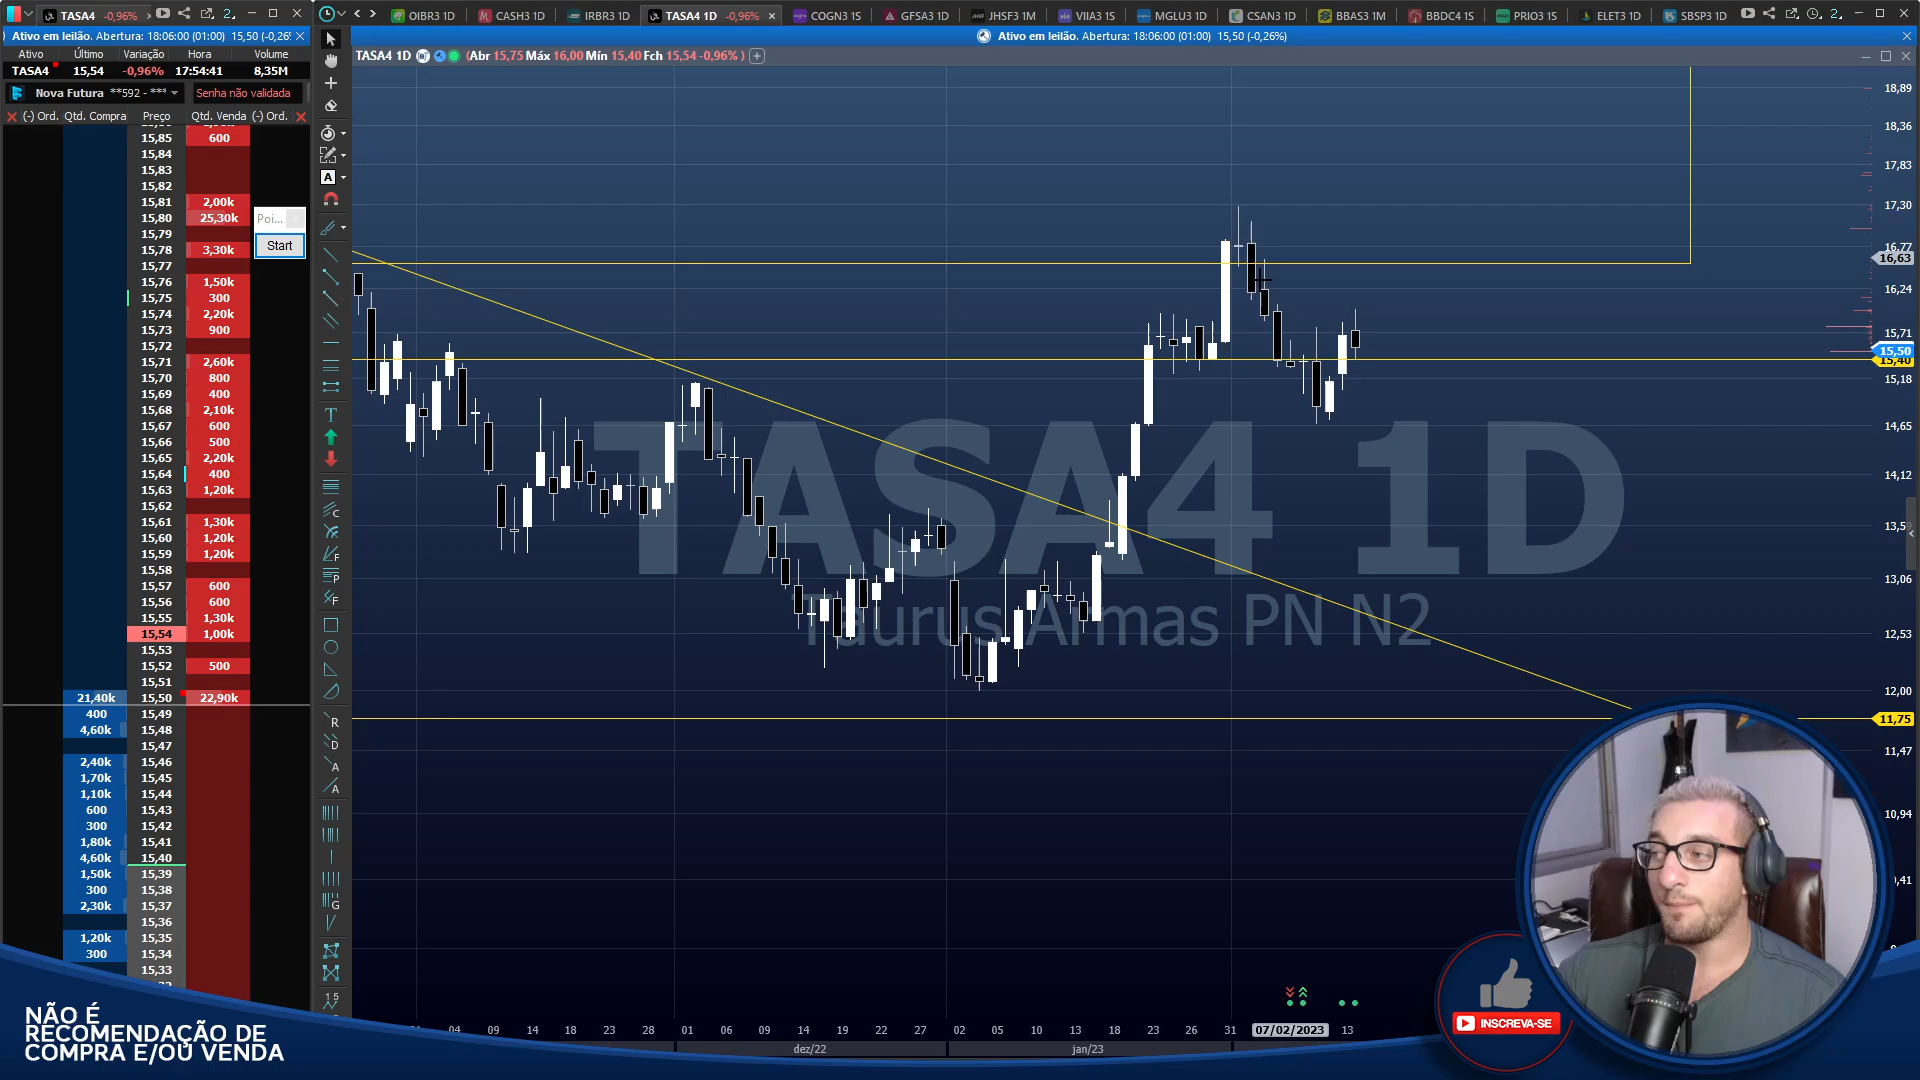 TASA4 -0,96%
Ativo em leilão. Abertura: 18:06:00 (01:00) 15,50 (-0,26
Ativo Último Variação Hora Volume
TASA4 15,54 -0,96% 17:54:41 8,35M
Nova Futura **592 - ***
Senha não validada
(-) Ord. Qtd. Compra Preço Qtd. Venda (-) Ord.
15,85 600
15,84
15,83
15,82
15,81 2,00k
15,80 25,30k
15,79
15,78 3,30k
15,77
15,76 1,50k
15,75 300
15,74 2,20k
15,73 900
15,72
15,71 2,60k
15,70 800
15,69 400
15,68 2,10k
15,67 600
15,66 500
15,65 2,20k
15,64 400
15,63 1,20k
15,62
15,61 1,30k
15,60 1,20k
15,59 1,20k
15,58
15,57 600
15,56 600
15,55 1,30k
15,54 1,00k
15,53
15,52 500
15,51
21,40k 15,50 22,90k
400 15,49
4,60k 15,48
15,47
2,40k 15,46
1,70k 15,45
1,10k 15,44
600 15,43
300 15,42
1,80k 15,41
4,60k 15,40
1,50k 15,39
300 15,38
2,30k 15,37
15,36
1,20k 15,35
300 15,34
15,33
Poi...
Start
OIBR3 1D CASH3 1D IRBR3 1D TASA4 1D -0,96% COGN3 1S GFSA3 1D JHSF3 1M VIIA3 1S MGLU3 1D CSAN3 1D BBAS3 1M BBDC4 1S PRIO3 1S ELET3 1D SBSP3 1D
Ativo em leilão. Abertura: 18:06:00 (01:00) 15,50 (-0,26%)
TASA4 1D (Abr 15,75 Máx 16,00 Mín 15,40 Fch 15,54 -0,96% )
TASA4 1D
Taurus Armas PN N2
18,89
18,36
17,83
17,30
16,77
16,63
16,24
15,71
15,50
15,40
15,18
14,65
14,12
13,59
13,06
12,53
12,00
11,75
11,47
10,94
04 09 14 18 23 28 01 06 09 14 19 22 27 02 05 10 13 18 23 26 31 07/02/2023 13
dez/22 jan/23
NÃO É
RECOMENDAÇÃO DE
COMPRA E/OU VENDA
INSCREVA-SE